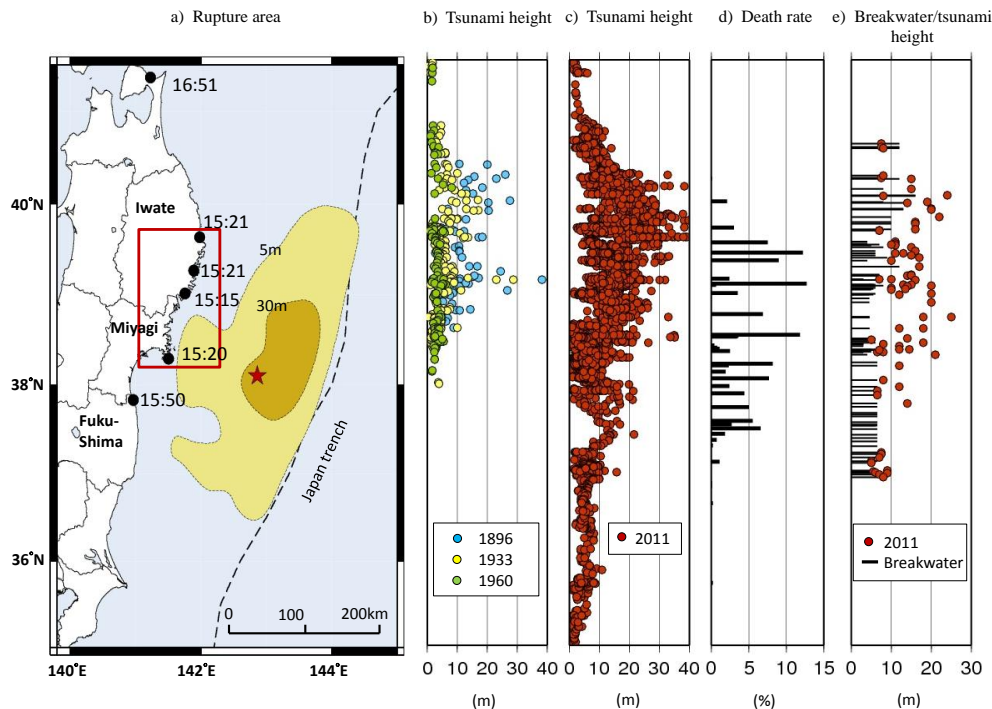 a) Rupture area
b) Tsunami height
c) Tsunami height
d) Death rate
e) Breakwater/tsunami
height
16:51
40˚N
Iwate
15:21
5m
15:21
15:15
30m
Miyagi
15:20
38˚N
15:50
Fuku-
Shima
Japan trench
1896
1933
1960
2011
2011
Breakwater
36˚N
0 100 200km
140˚E 142˚E 144˚E
0 10 20 30 40
0 10 20 30 40
0 5 10 15
0 10 20 30
(m)
(m)
(%)
(m)